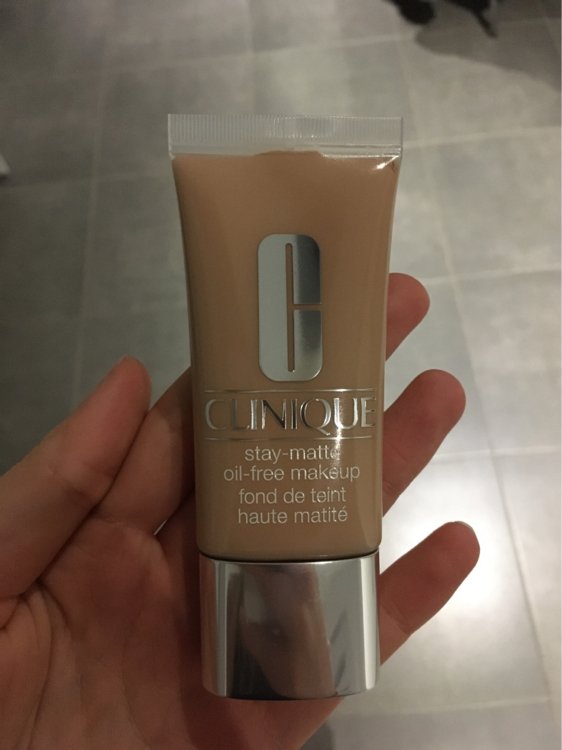 C
CLINIQUE
stay-matte
oil-free makeup
fond de teint
haute matité